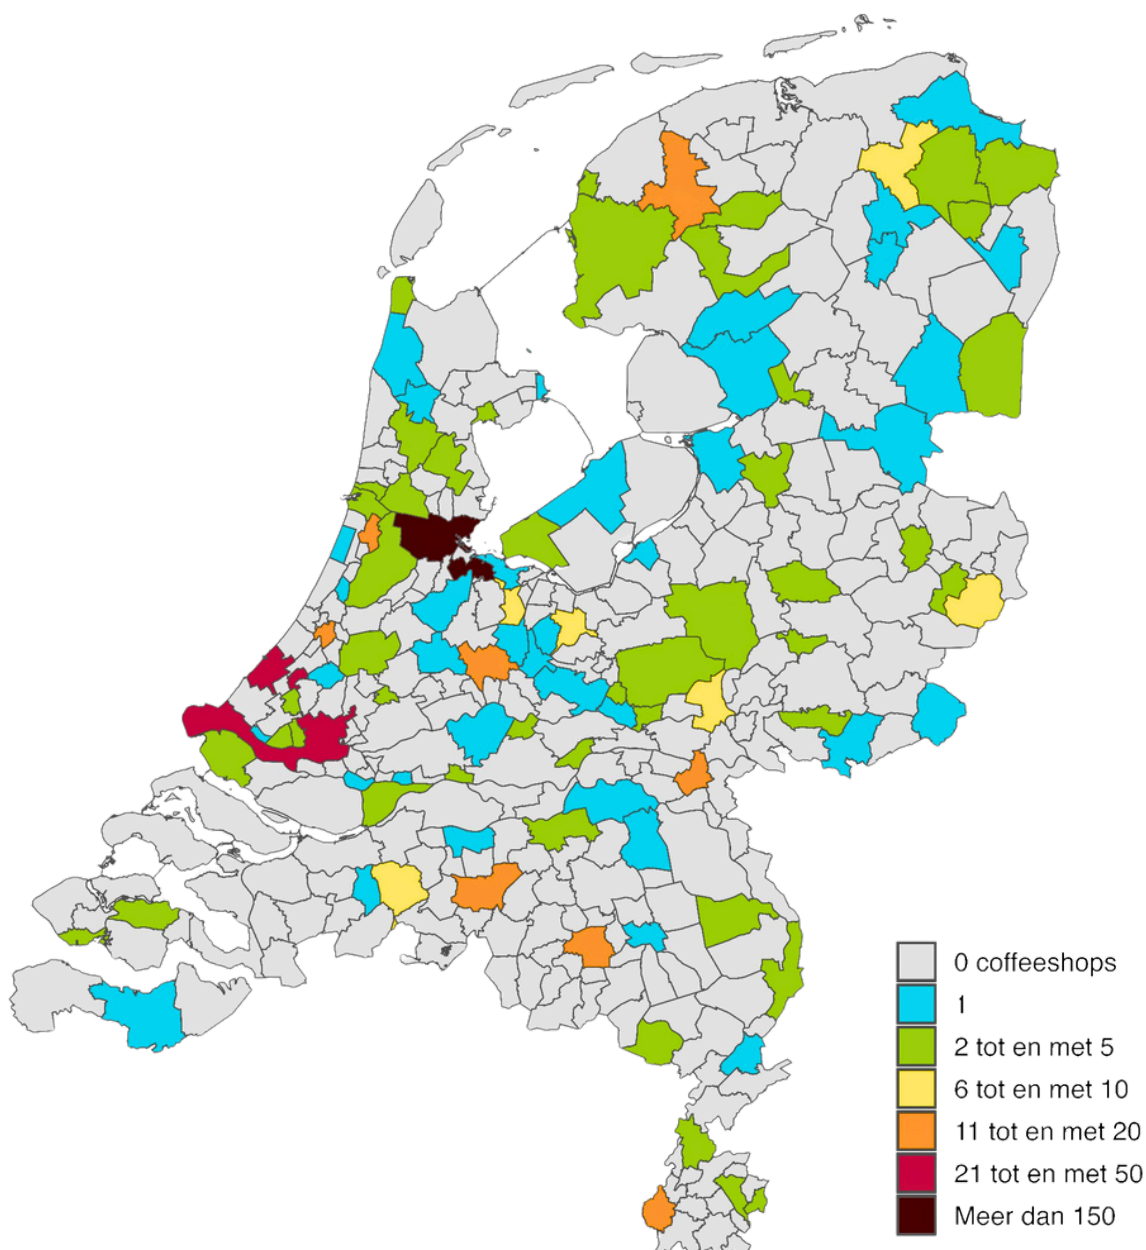 0 coffeeshops
1
2 tot en met 5
6 tot en met 10
11 tot en met 20
21 tot en met 50
Meer dan 150